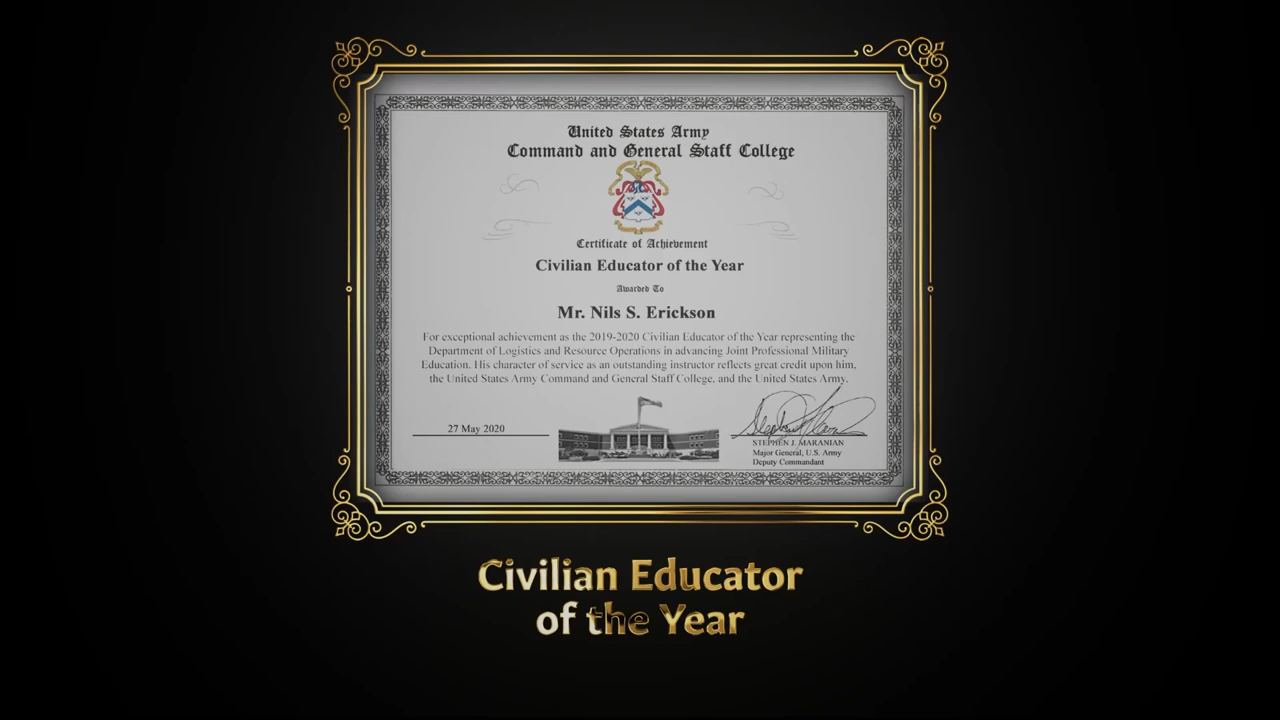 United States Army
Command and General Staff College
Certificate of Achievement
Civilian Educator of the Year
Awarded To
Mr. Nils S. Erickson
For exceptional achievement as the 2019-2020 Civilian Educator of the Year representing the
Department of Logistics and Resource Operations in advancing Joint Professional Military
Education. His character of service as an outstanding instructor reflects great credit upon him,
the United States Army Command and General Staff College, and the United States Army.
27 May 2020
STEPHEN J. MARANIAN
Major General, U.S. Army
Deputy Commandant
Civilian Educator
of the Year